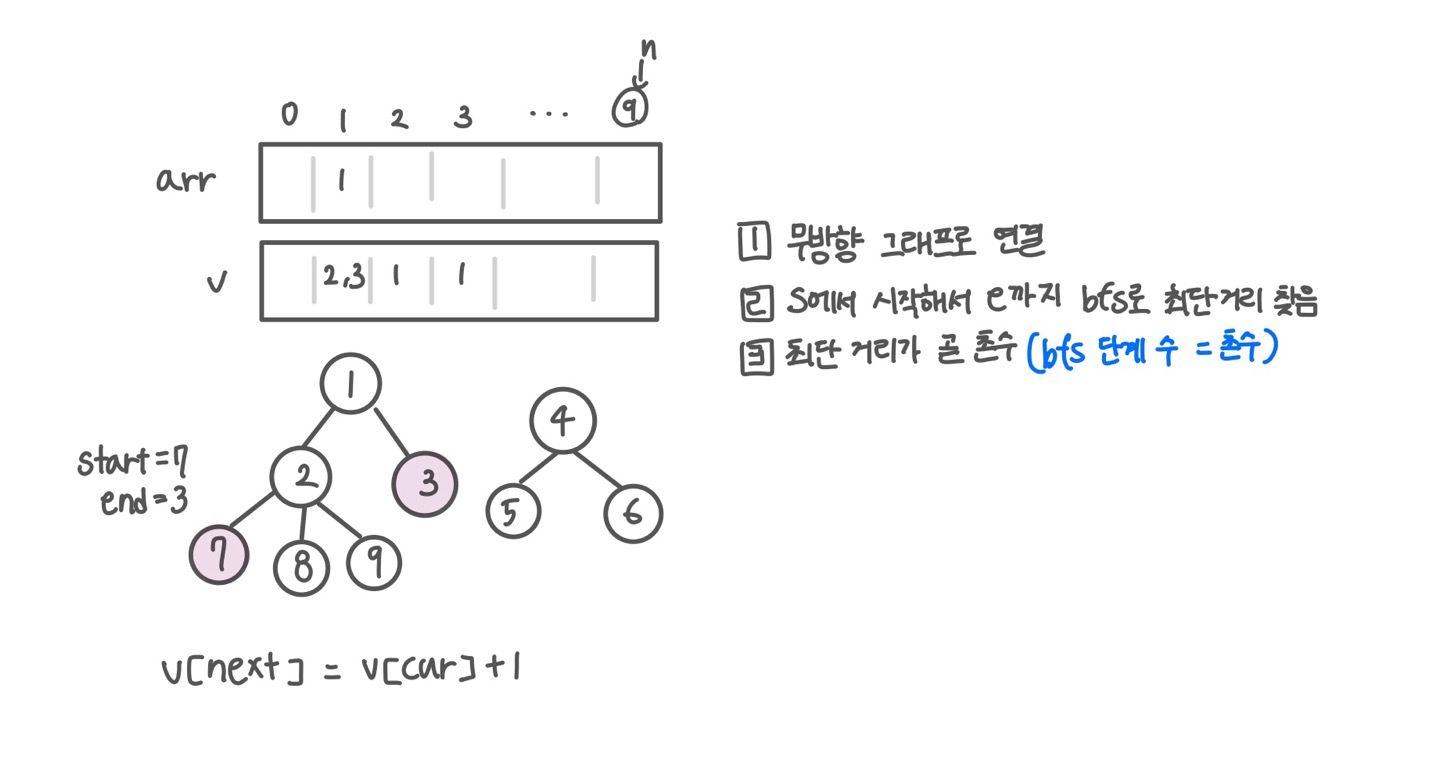 n
0 1 2 3 ... 9
arr 1
v 2,3 1 1
1 무방향 그래프로 연결
2 s에서 시작해서 e까지 bfs로 최단거리 찾음
3 최단 거리가 곧 촌수 (bfs 단계 수 = 촌수)
1
4
start=7
end=3
2 3
5 6
7 8 9
v[next] = v[cur]+1